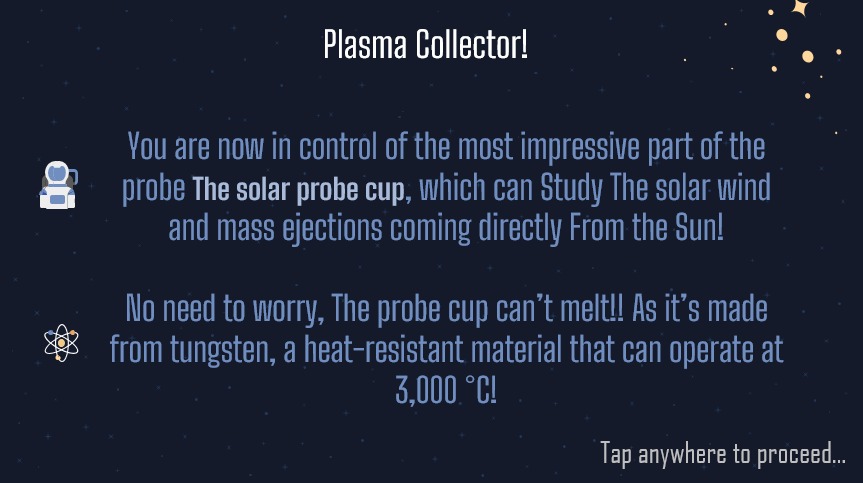 Plasma Collector!
You are now in control of the most impressive part of the
probe The solar probe cup, which can Study The solar wind
and mass ejections coming directly From the Sun!
No need to worry, The probe cup can't melt!! As it's made
from tungsten, a heat-resistant material that can operate at
3,000 °C!
Tap anywhere to proceed...